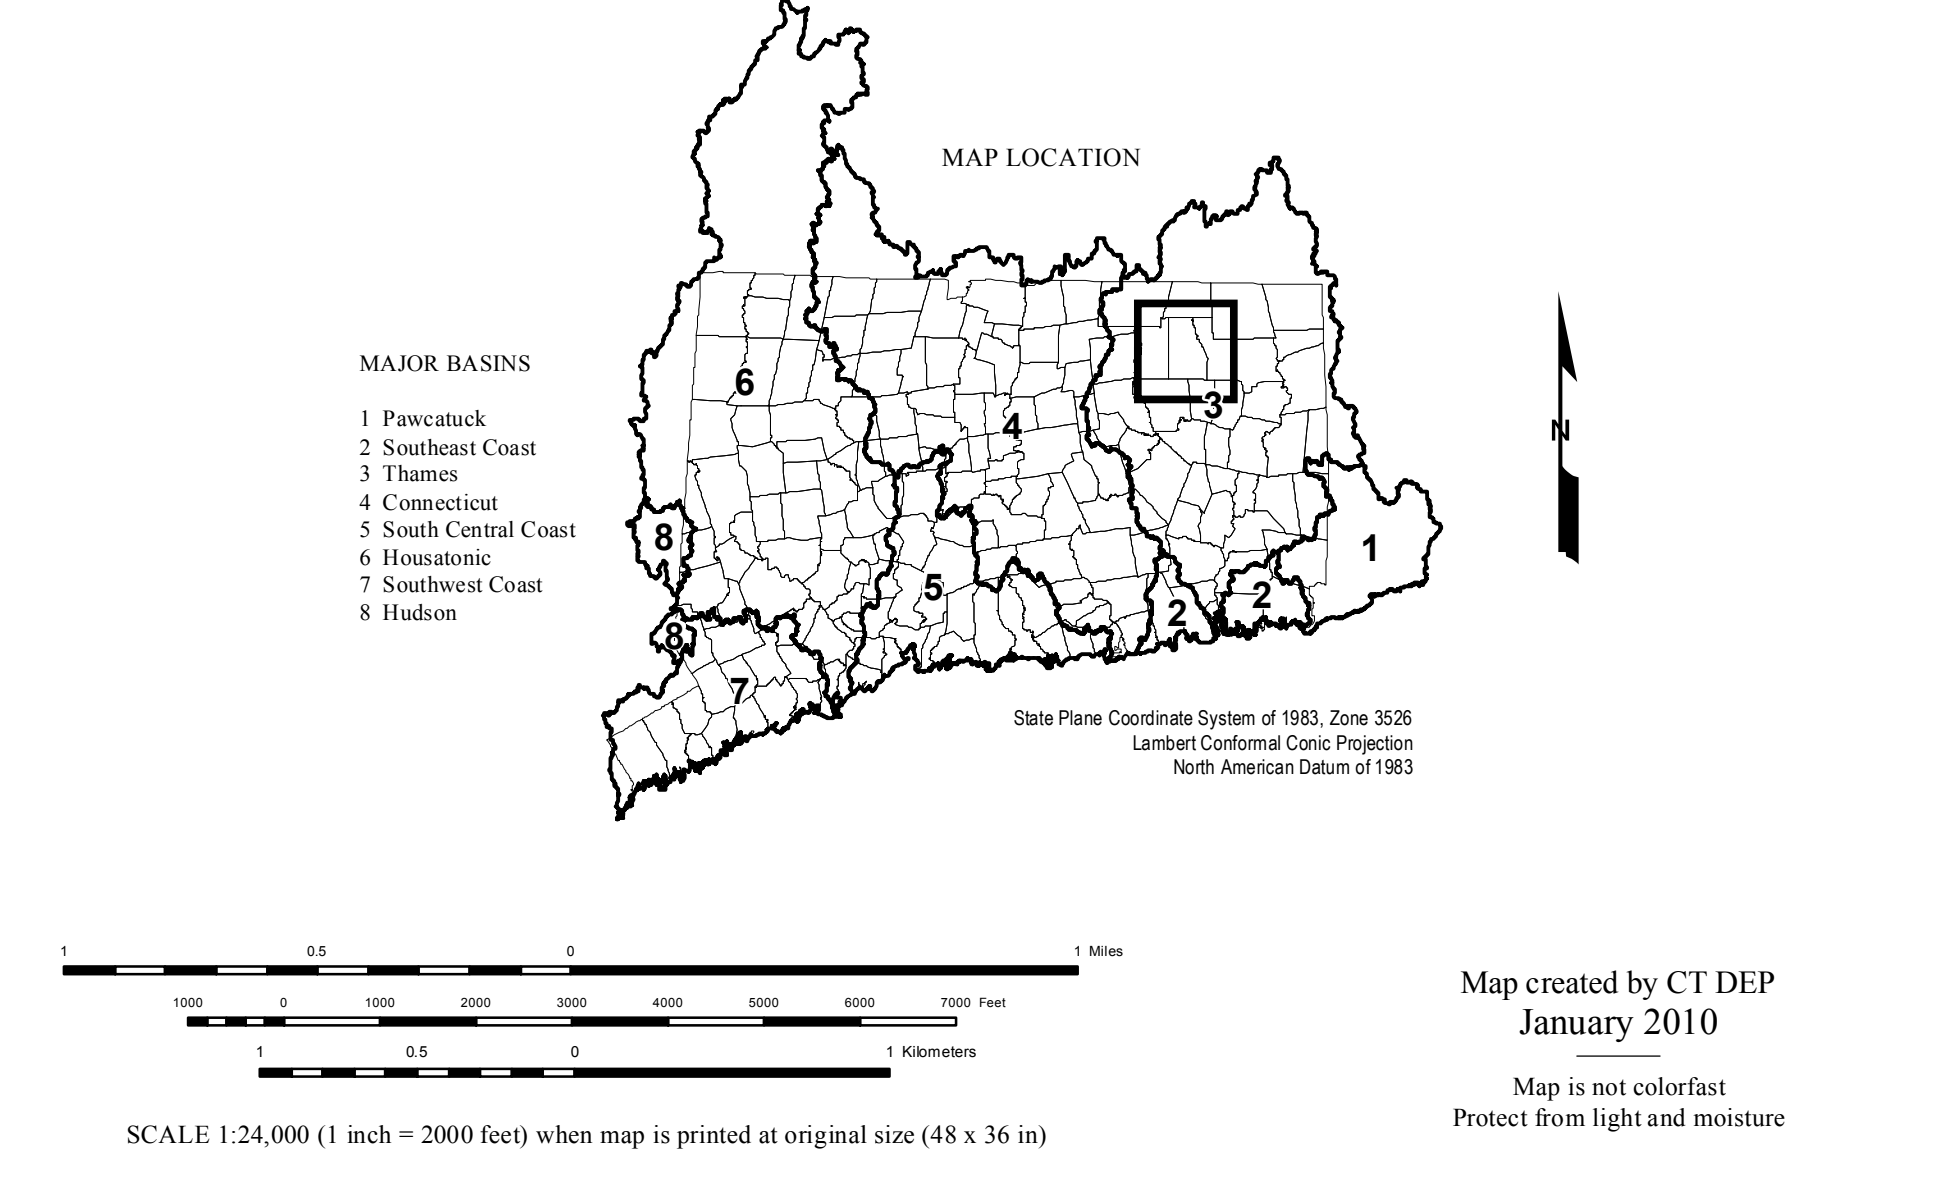 MAP LOCATION
MAJOR BASINS
1 Pawcatuck
2 Southeast Coast
3 Thames
4 Connecticut
5 South Central Coast
6 Housatonic
7 Southwest Coast
8 Hudson
6
4
3
8
5
1
2
2
8
7
N
State Plane Coordinate System of 1983, Zone 3526
Lambert Conformal Conic Projection
North American Datum of 1983
1 0.5 0 1 Miles
1000 0 1000 2000 3000 4000 5000 6000 7000 Feet
1 0.5 0 1 Kilometers
SCALE 1:24,000 (1 inch = 2000 feet) when map is printed at original size (48 x 36 in)
Map created by CT DEP
January 2010
Map is not colorfast
Protect from light and moisture